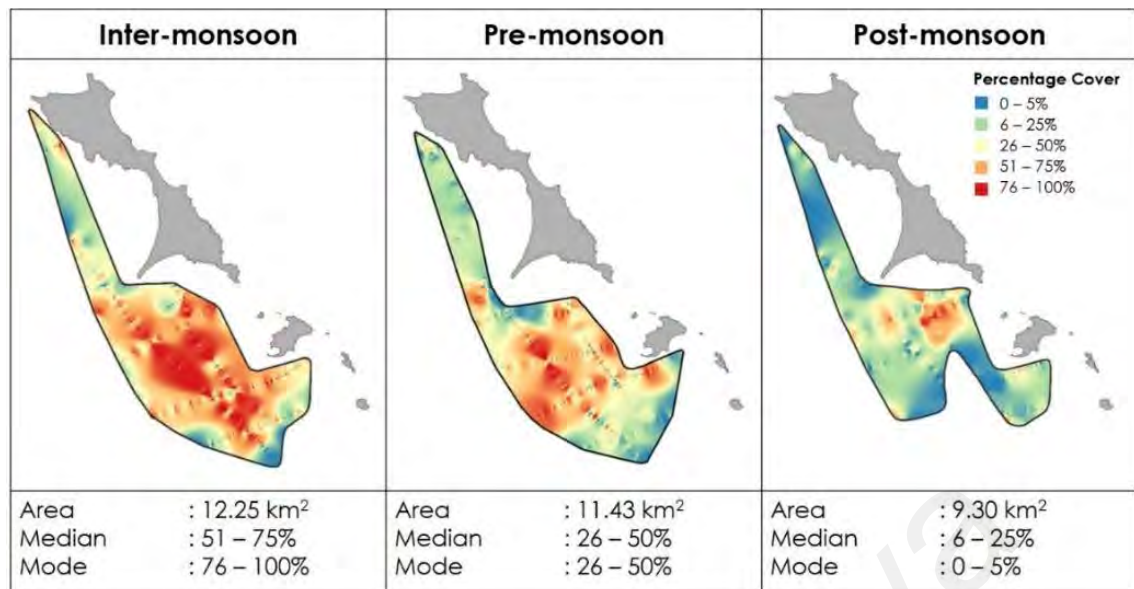 Inter-monsoon
Pre-monsoon
Post-monsoon
Percentage Cover
0 – 5%
6 – 25%
26 – 50%
51 – 75%
76 – 100%
Area : 12.25 km²
Median : 51 – 75%
Mode : 76 – 100%
Area : 11.43 km²
Median : 26 – 50%
Mode : 26 – 50%
Area : 9.30 km²
Median : 6 – 25%
Mode : 0 – 5%